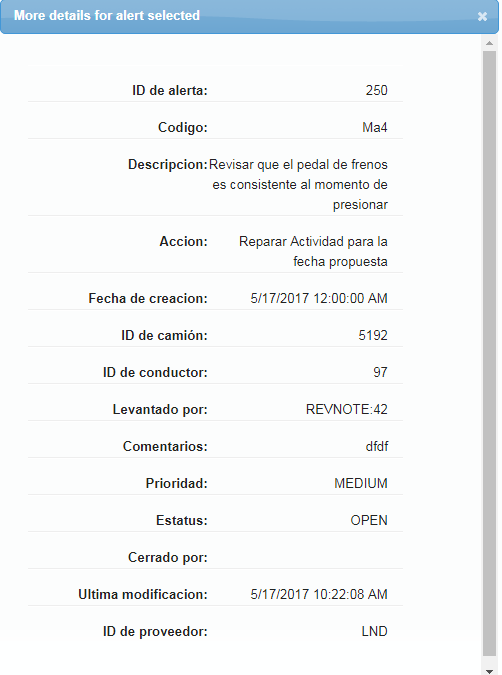 More details for alert selected
ID de alerta: 250
Codigo: Ma4
Descripcion: Revisar que el pedal de frenos
es consistente al momento de
presionar
Accion: Reparar Actividad para la
fecha propuesta
Fecha de creacion: 5/17/2017 12:00:00 AM
ID de camión: 5192
ID de conductor: 97
Levantado por: REVNOTE:42
Comentarios: dfdf
Prioridad: MEDIUM
Estatus: OPEN
Cerrado por:
Ultima modificacion: 5/17/2017 10:22:08 AM
ID de proveedor: LND